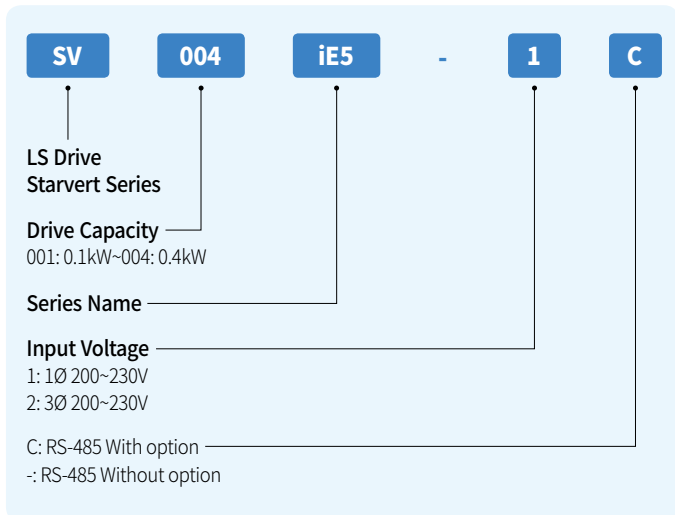 SV 004 iE5 - 1 C
LS Drive
Starvert Series
Drive Capacity
001: 0.1kW~004: 0.4kW
Series Name
Input Voltage
1: 1Ø 200~230V
2: 3Ø 200~230V
C: RS-485 With option
-: RS-485 Without option